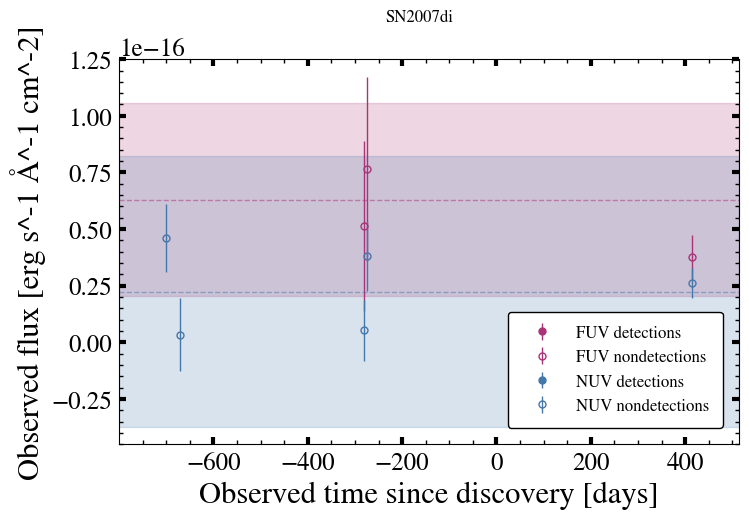 SN2007di
1e−16
1.25
1.00
0.75
0.50
0.25
0.00
−0.25
Observed flux [erg s^-1 Å^-1 cm^-2]
FUV detections
FUV nondetections
NUV detections
NUV nondetections
−600 −400 −200 0 200 400
Observed time since discovery [days]